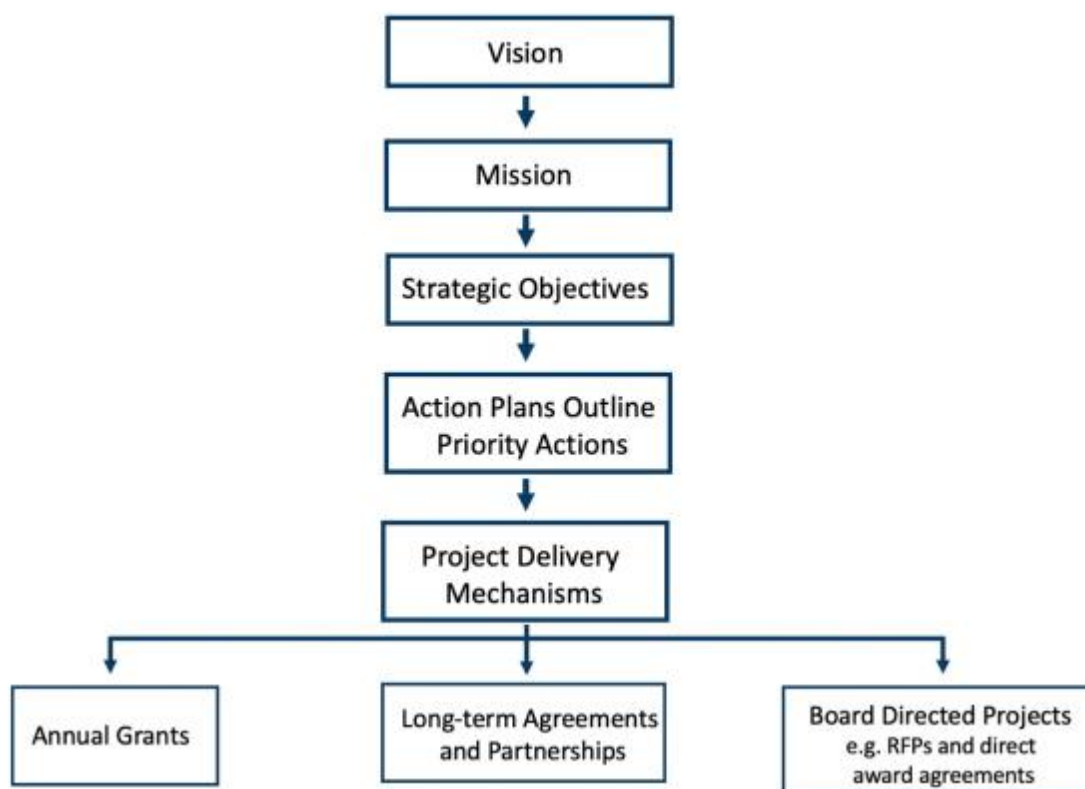 Vision
Mission
Strategic Objectives
Action Plans Outline
Priority Actions
Project Delivery
Mechanisms
Annual Grants
Long-term Agreements
and Partnerships
Board Directed Projects
e.g. RFPs and direct
award agreements